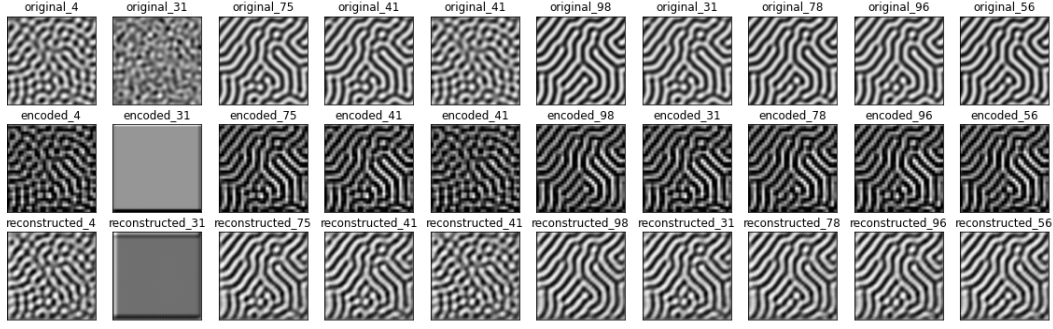 original_4 original_31 original_75 original_41 original_41 original_98 original_31 original_78 original_96 original_56
encoded_4 encoded_31 encoded_75 encoded_41 encoded_41 encoded_98 encoded_31 encoded_78 encoded_96 encoded_56
reconstructed_4 reconstructed_31 reconstructed_75 reconstructed_41 reconstructed_41 reconstructed_98 reconstructed_31 reconstructed_78 reconstructed_96 reconstructed_56